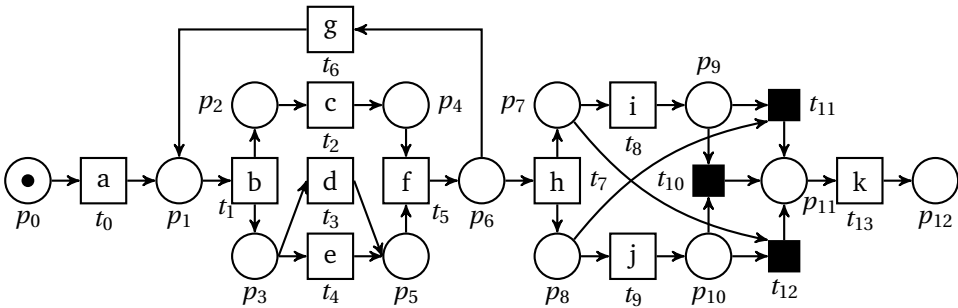 g
t6
p2 c p4 p7 i p9 t11
t2 t8
p0 a p1 b d f p6 h t7 t10 p11 k p12
t0 t1 t3 t5 t13
p3 e p5 p8 j p10 t12
t4 t9